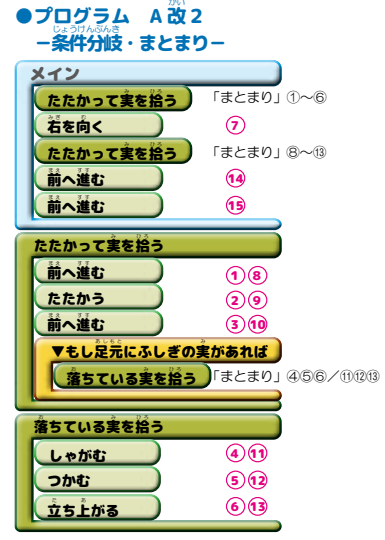 ●プログラム A改2
－条件分岐・まとまり－
メイン
たたかって実を拾う 「まとまり」①～⑥
右を向く ⑦
たたかって実を拾う 「まとまり」⑧～⑬
前へ進む ⑭
前へ進む ⑮
たたかって実を拾う
前へ進む ①⑧
たたかう ②⑨
前へ進む ③⑩
▼もし足元にふしぎの実があれば
落ちている実を拾う 「まとまり」④⑤⑥／⑪⑫⑬
落ちている実を拾う
しゃがむ ④⑪
つかむ ⑤⑫
立ち上がる ⑥⑬